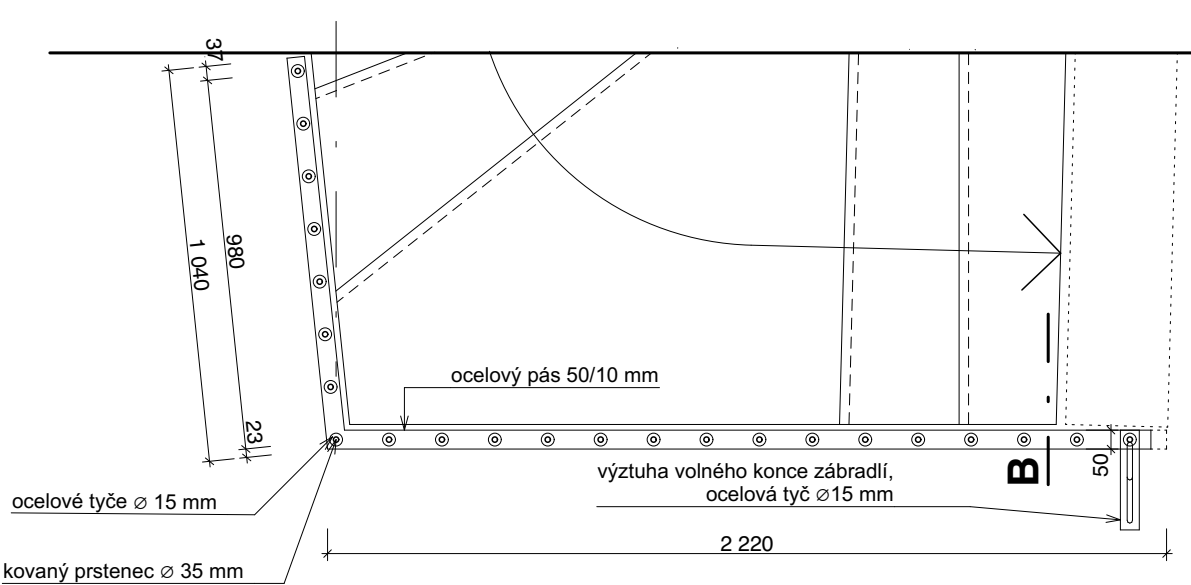 37
980
1 040
23
ocelový pás 50/10 mm
výztuha volného konce zábradlí,
ocelová tyč ⌀15 mm
B
50
ocelové tyče ⌀ 15 mm
2 220
kovaný prstenec ⌀ 35 mm